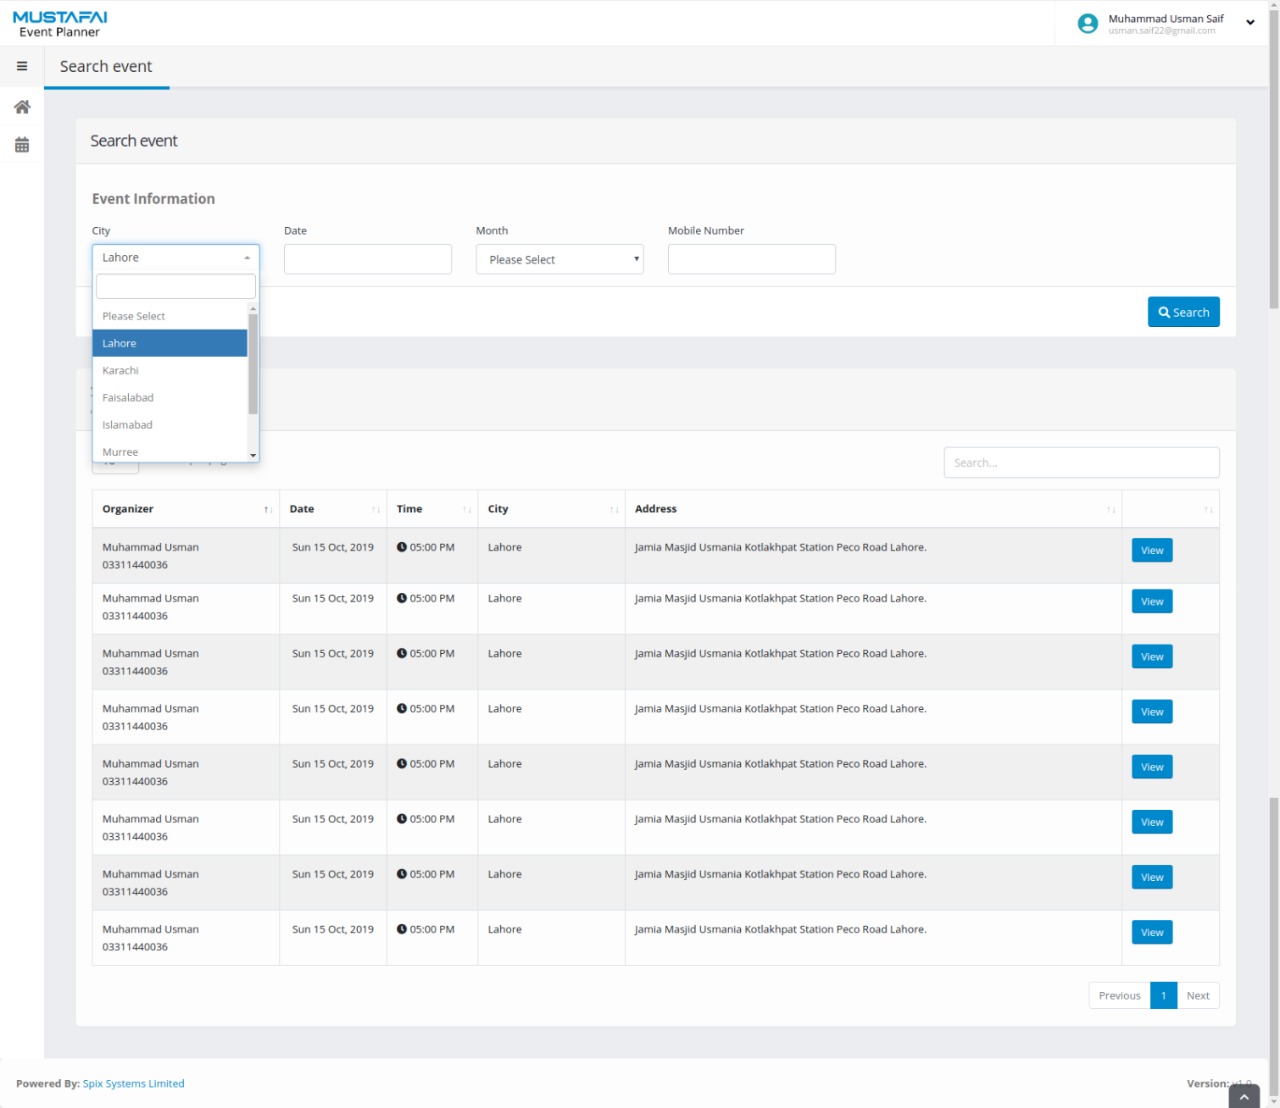 MUSTAFAI
Event Planner
Muhammad Usman Saif
usman.saif22@gmail.com
Search event
Search event
Event Information
City
Date
Month
Mobile Number
Lahore
Please Select
Search
Please Select
Lahore
Karachi
Faisalabad
Islamabad
Murree
Search...
Organizer Date Time City Address
Muhammad Usman Sun 15 Oct, 2019 05:00 PM Lahore Jamia Masjid Usmania Kotlakhpat Station Peco Road Lahore. View
03311440036
Muhammad Usman Sun 15 Oct, 2019 05:00 PM Lahore Jamia Masjid Usmania Kotlakhpat Station Peco Road Lahore. View
03311440036
Muhammad Usman Sun 15 Oct, 2019 05:00 PM Lahore Jamia Masjid Usmania Kotlakhpat Station Peco Road Lahore. View
03311440036
Muhammad Usman Sun 15 Oct, 2019 05:00 PM Lahore Jamia Masjid Usmania Kotlakhpat Station Peco Road Lahore. View
03311440036
Muhammad Usman Sun 15 Oct, 2019 05:00 PM Lahore Jamia Masjid Usmania Kotlakhpat Station Peco Road Lahore. View
03311440036
Muhammad Usman Sun 15 Oct, 2019 05:00 PM Lahore Jamia Masjid Usmania Kotlakhpat Station Peco Road Lahore. View
03311440036
Muhammad Usman Sun 15 Oct, 2019 05:00 PM Lahore Jamia Masjid Usmania Kotlakhpat Station Peco Road Lahore. View
03311440036
Muhammad Usman Sun 15 Oct, 2019 05:00 PM Lahore Jamia Masjid Usmania Kotlakhpat Station Peco Road Lahore. View
03311440036
Previous 1 Next
Powered By: Spix Systems Limited
Version: